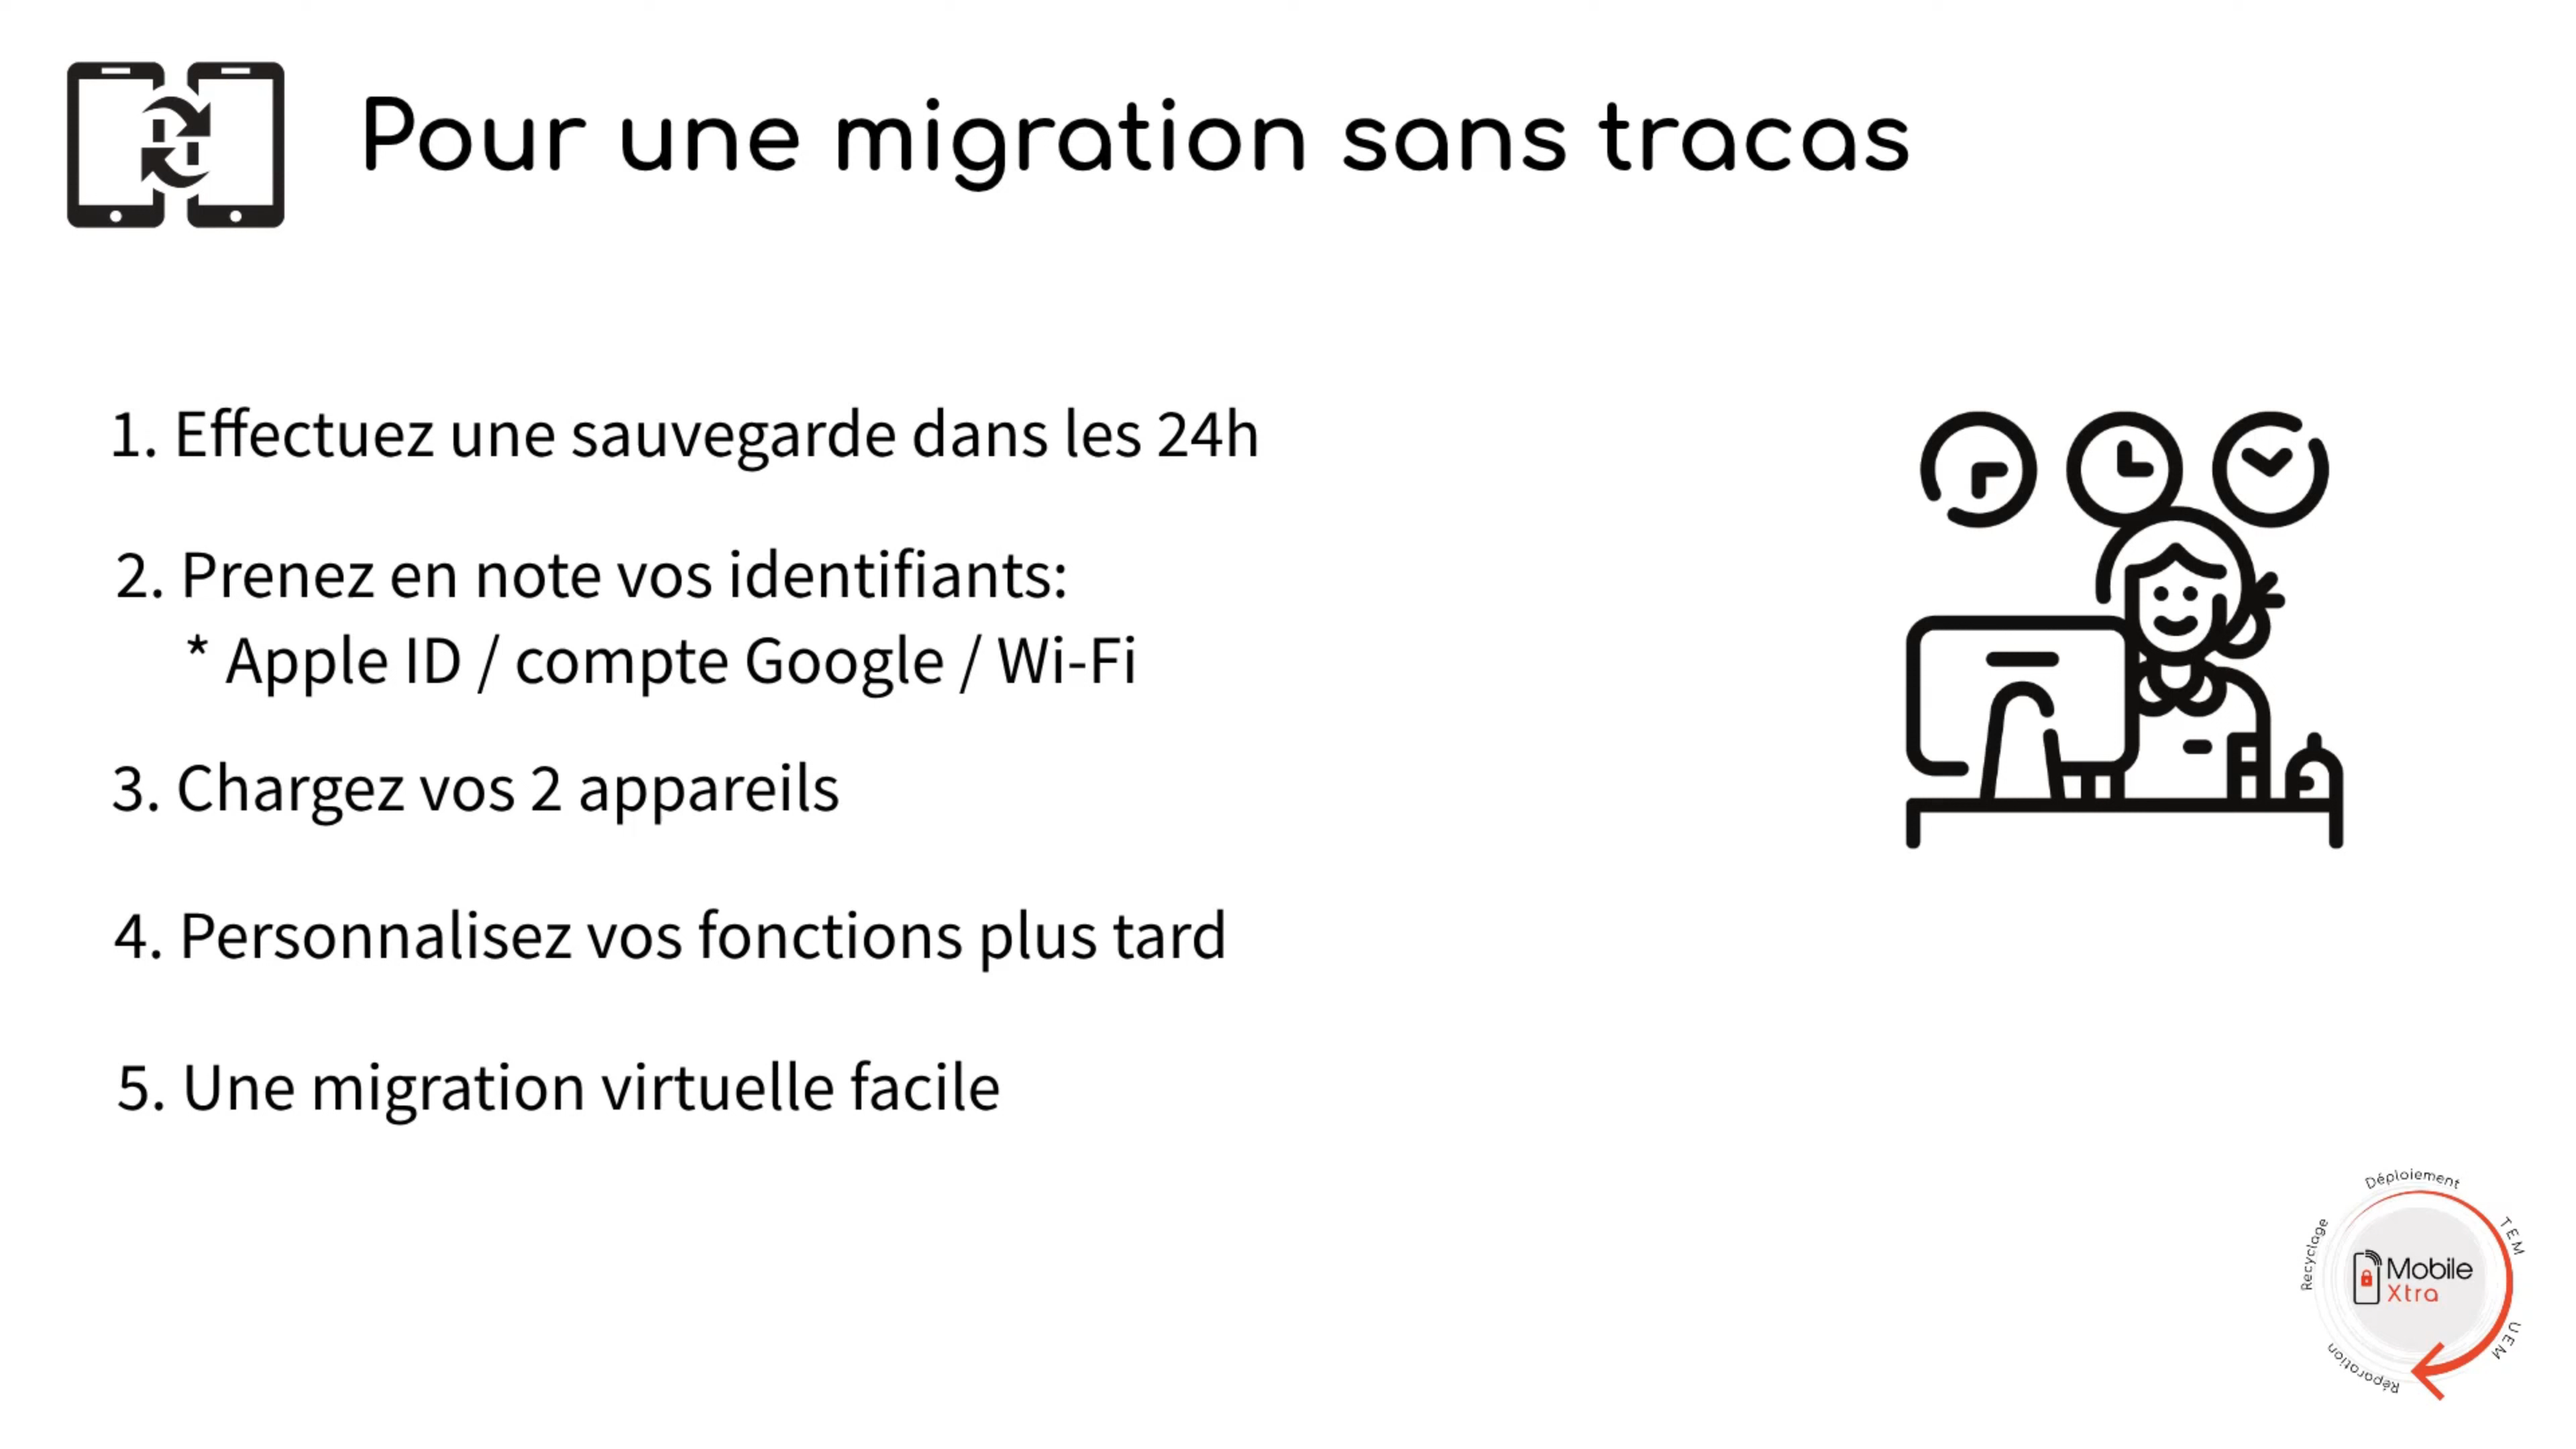 Pour une migration sans tracas
1. Effectuez une sauvegarde dans les 24h
2. Prenez en note vos identifiants:
* Apple ID / compte Google / Wi-Fi
3. Chargez vos 2 appareils
4. Personnalisez vos fonctions plus tard
5. Une migration virtuelle facile
Déploiement
TEM
UEM
Réparation
Recyclage
Mobile
Xtra